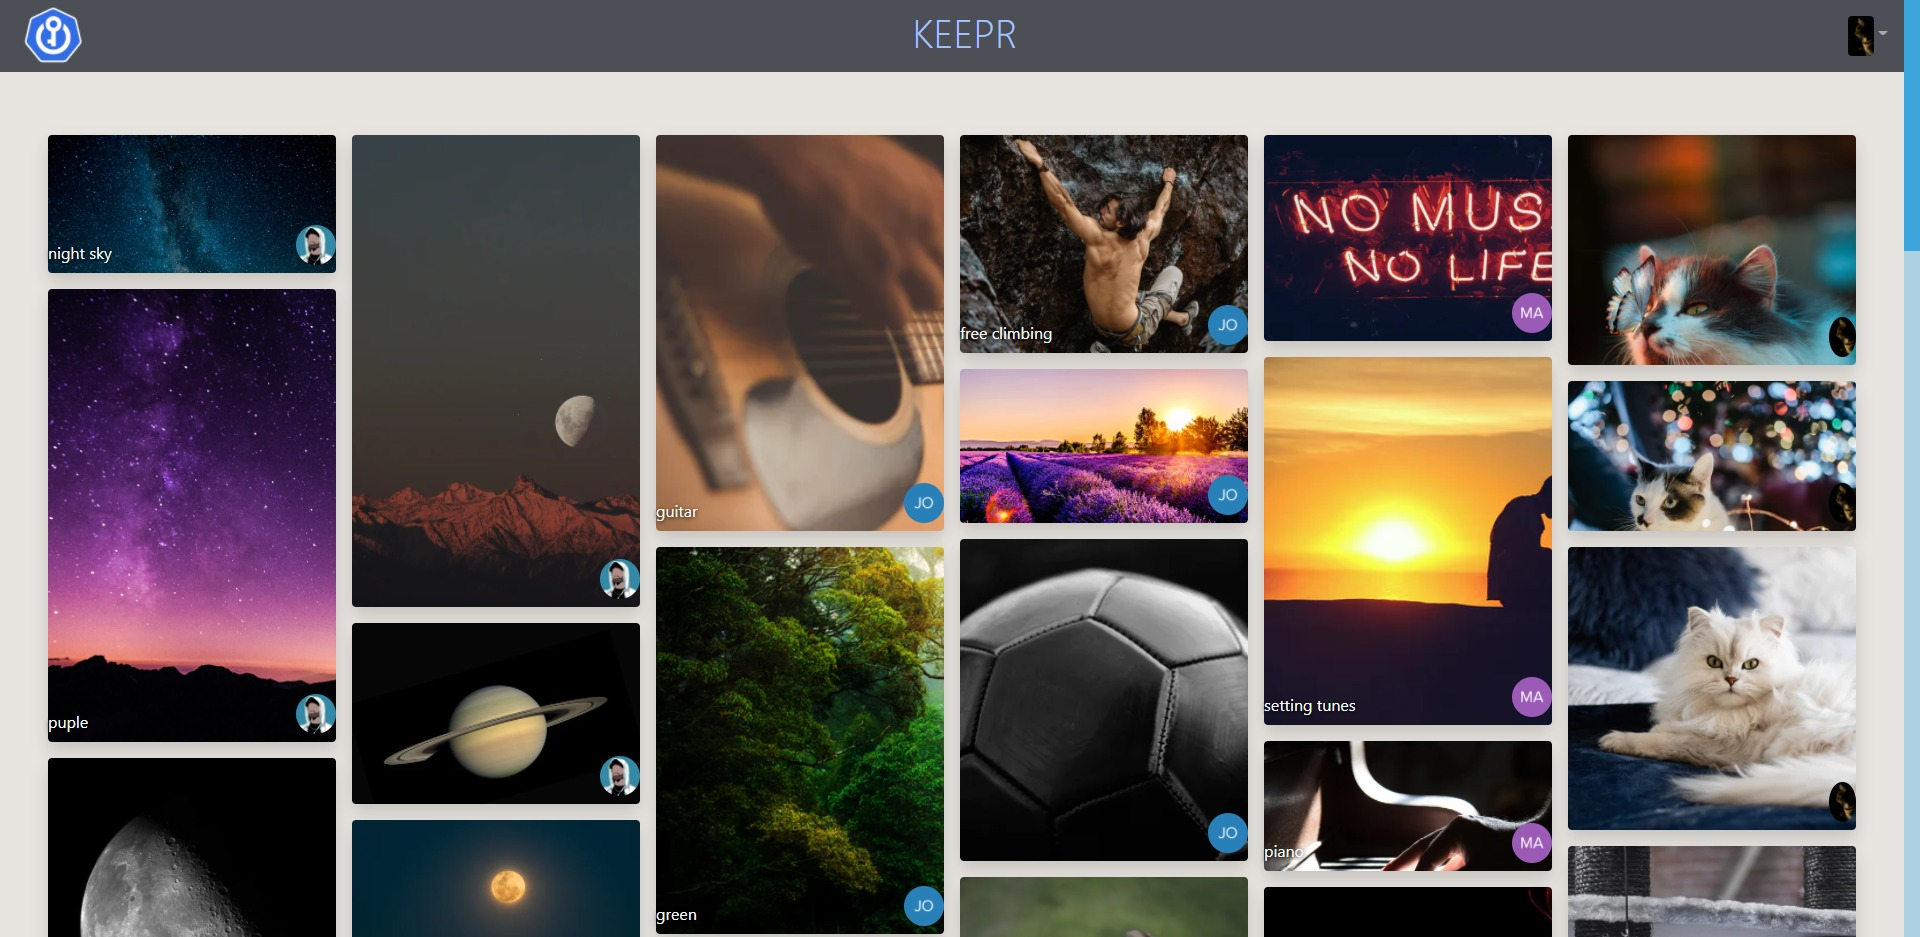 KEEPR
night sky
puple
guitar
JO
green
JO
free climbing
JO
JO
JO
NO MUS
NO LIFE
MA
setting tunes
MA
piano
MA